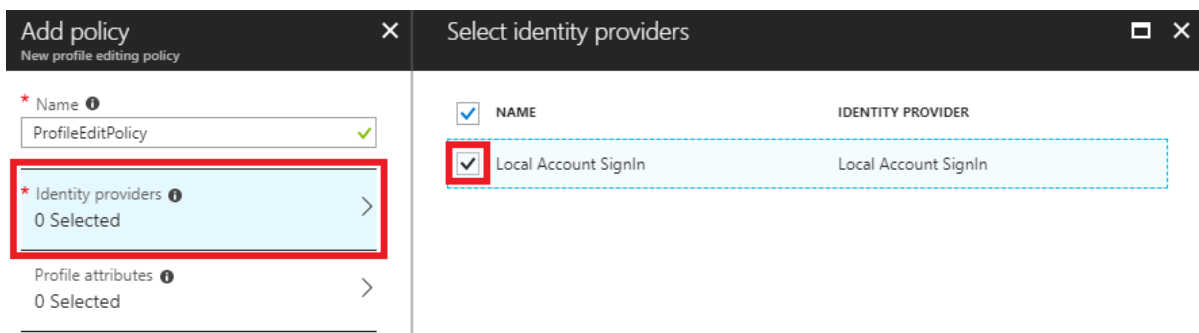 Add policy
New profile editing policy
* Name
ProfileEditPolicy
* Identity providers
0 Selected
Profile attributes
0 Selected
Select identity providers
NAME IDENTITY PROVIDER
Local Account SignIn Local Account SignIn